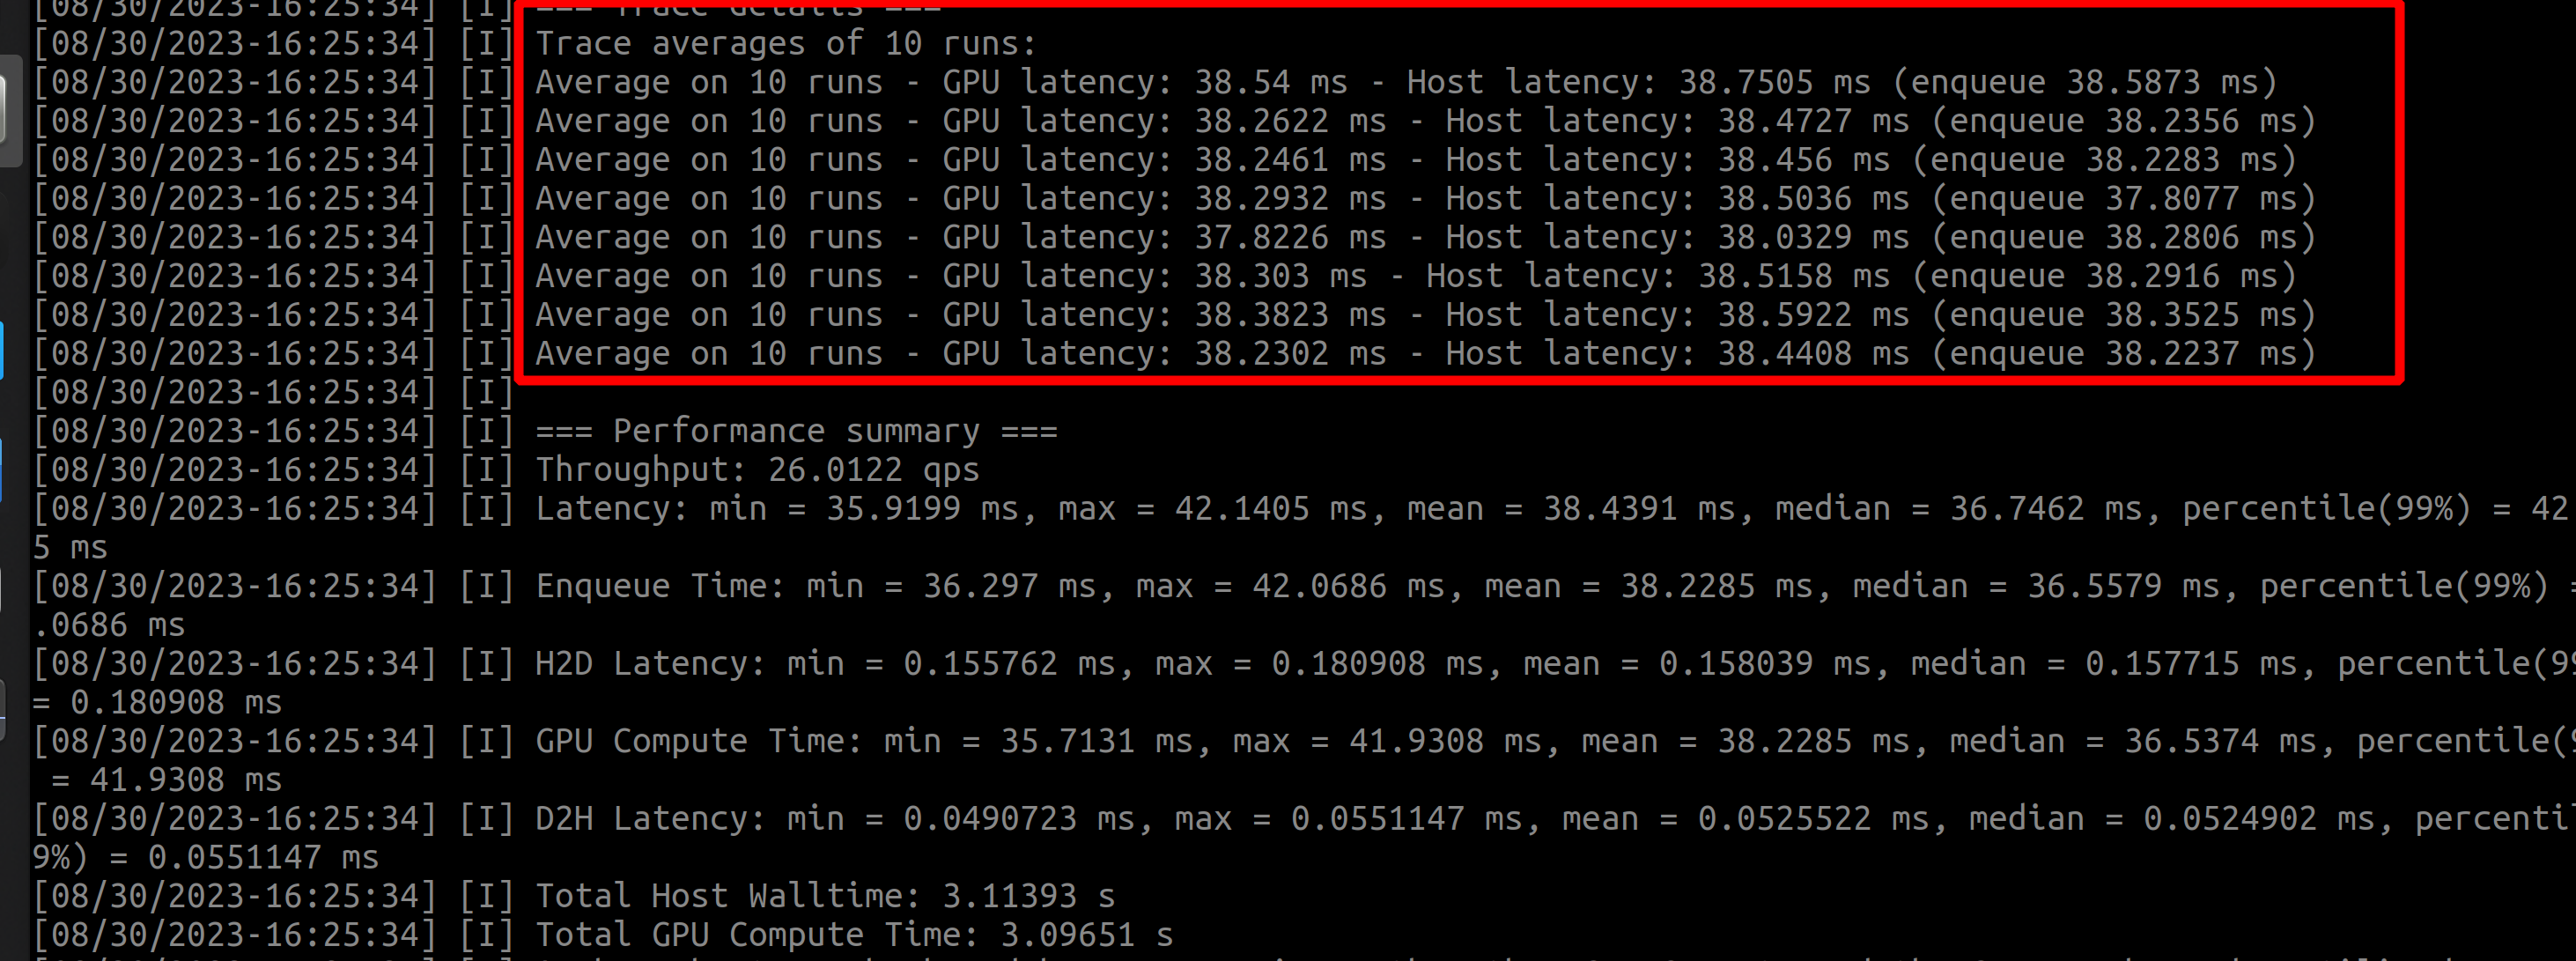 [08/30/2023-16:25:34] [I] === Trace details ===
[08/30/2023-16:25:34] [I] Trace averages of 10 runs:
[08/30/2023-16:25:34] [I] Average on 10 runs - GPU latency: 38.54 ms - Host latency: 38.7505 ms (enqueue 38.5873 ms)
[08/30/2023-16:25:34] [I] Average on 10 runs - GPU latency: 38.2622 ms - Host latency: 38.4727 ms (enqueue 38.2356 ms)
[08/30/2023-16:25:34] [I] Average on 10 runs - GPU latency: 38.2461 ms - Host latency: 38.456 ms (enqueue 38.2283 ms)
[08/30/2023-16:25:34] [I] Average on 10 runs - GPU latency: 38.2932 ms - Host latency: 38.5036 ms (enqueue 37.8077 ms)
[08/30/2023-16:25:34] [I] Average on 10 runs - GPU latency: 37.8226 ms - Host latency: 38.0329 ms (enqueue 38.2806 ms)
[08/30/2023-16:25:34] [I] Average on 10 runs - GPU latency: 38.303 ms - Host latency: 38.5158 ms (enqueue 38.2916 ms)
[08/30/2023-16:25:34] [I] Average on 10 runs - GPU latency: 38.3823 ms - Host latency: 38.5922 ms (enqueue 38.3525 ms)
[08/30/2023-16:25:34] [I] Average on 10 runs - GPU latency: 38.2302 ms - Host latency: 38.4408 ms (enqueue 38.2237 ms)
[08/30/2023-16:25:34] [I]
[08/30/2023-16:25:34] [I] === Performance summary ===
[08/30/2023-16:25:34] [I] Throughput: 26.0122 qps
[08/30/2023-16:25:34] [I] Latency: min = 35.9199 ms, max = 42.1405 ms, mean = 38.4391 ms, median = 36.7462 ms, percentile(99%) = 42
5 ms
[08/30/2023-16:25:34] [I] Enqueue Time: min = 36.297 ms, max = 42.0686 ms, mean = 38.2285 ms, median = 36.5579 ms, percentile(99%) =
.0686 ms
[08/30/2023-16:25:34] [I] H2D Latency: min = 0.155762 ms, max = 0.180908 ms, mean = 0.158039 ms, median = 0.157715 ms, percentile(99
= 0.180908 ms
[08/30/2023-16:25:34] [I] GPU Compute Time: min = 35.7131 ms, max = 41.9308 ms, mean = 38.2285 ms, median = 36.5374 ms, percentile(9
= 41.9308 ms
[08/30/2023-16:25:34] [I] D2H Latency: min = 0.0490723 ms, max = 0.0551147 ms, mean = 0.0525522 ms, median = 0.0524902 ms, percenti
9%) = 0.0551147 ms
[08/30/2023-16:25:34] [I] Total Host Walltime: 3.11393 s
[08/30/2023-16:25:34] [I] Total GPU Compute Time: 3.09651 s